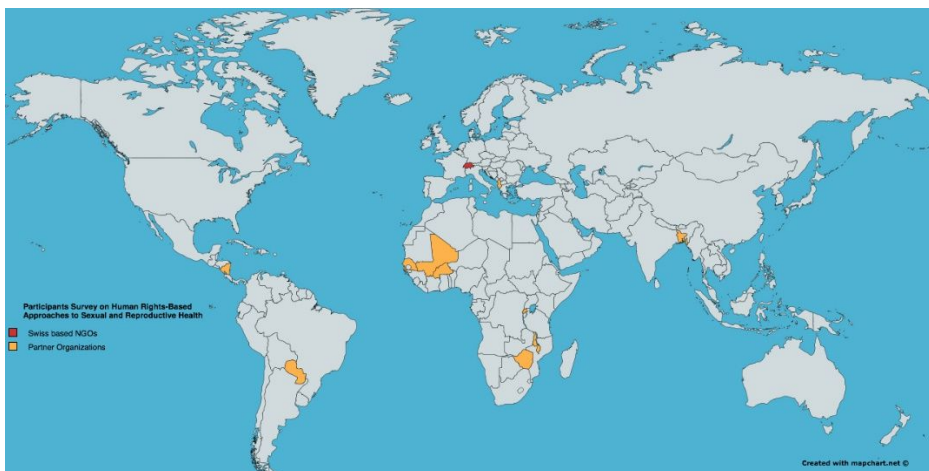 Participants Survey on Human Rights-Based
Approaches to Sexual and Reproductive Health
Swiss based NGOs
Partner Organizations
Created with mapchart.net ©